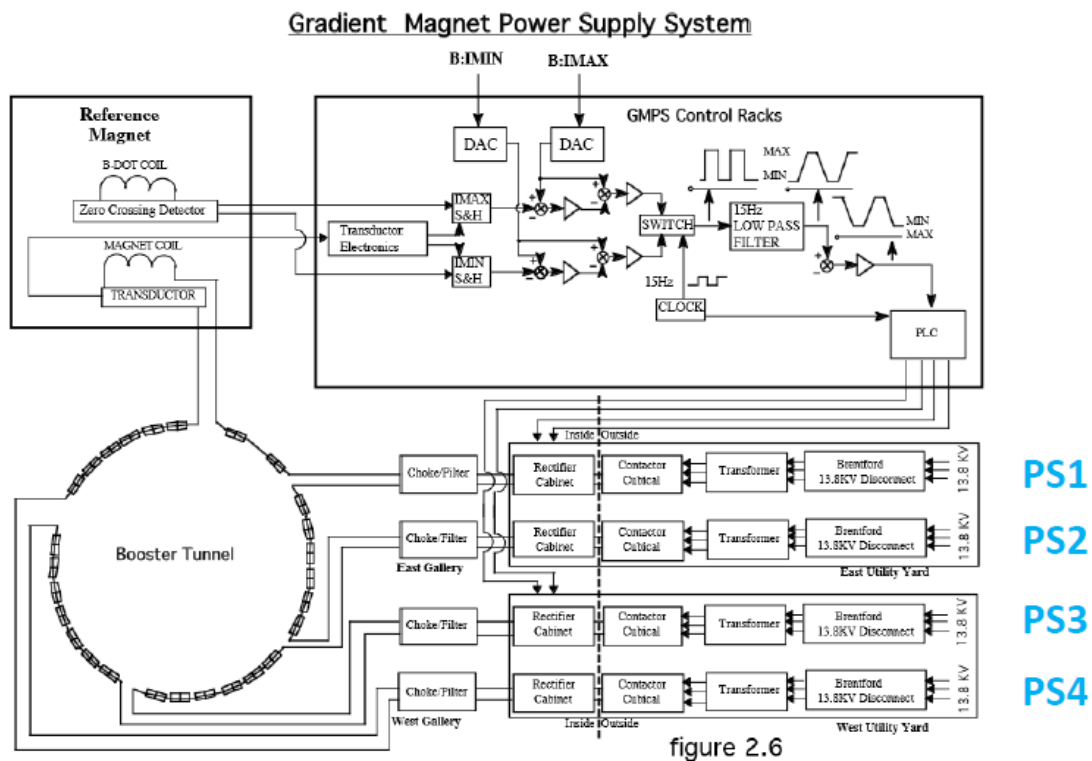 Gradient Magnet Power Supply System
B:IMIN
B:IMAX
Reference
Magnet
B-DOT COIL
Zero Crossing Detector
MAGNET COIL
TRANSDUCTOR
GMPS Control Racks
DAC
DAC
MAX
MIN
IMAX
S&H
Transductor
Electronics
IMIN
S&H
+
-
+
-
+
-
+
-
SWITCH
15Hz
LOW PASS
FILTER
MIN
MAX
+
-
15Hz
CLOCK
PLC
Booster Tunnel
Inside
Outside
Choke/Filter
Rectifier
Cabinet
Contactor
Cubical
Transformer
Brentford
13.8KV Disconnect
13.8 KV
PS1
Choke/Filter
Rectifier
Cabinet
Contactor
Cubical
Transformer
Brentford
13.8KV Disconnect
13.8 KV
PS2
East Gallery
East Utility Yard
Choke/Filter
Rectifier
Cabinet
Contactor
Cubical
Transformer
Brentford
13.8KV Disconnect
13.8 KV
PS3
Choke/Filter
Rectifier
Cabinet
Contactor
Cubical
Transformer
Brentford
13.8KV Disconnect
13.8 KV
PS4
West Gallery
Inside
Outside
West Utility Yard
figure 2.6